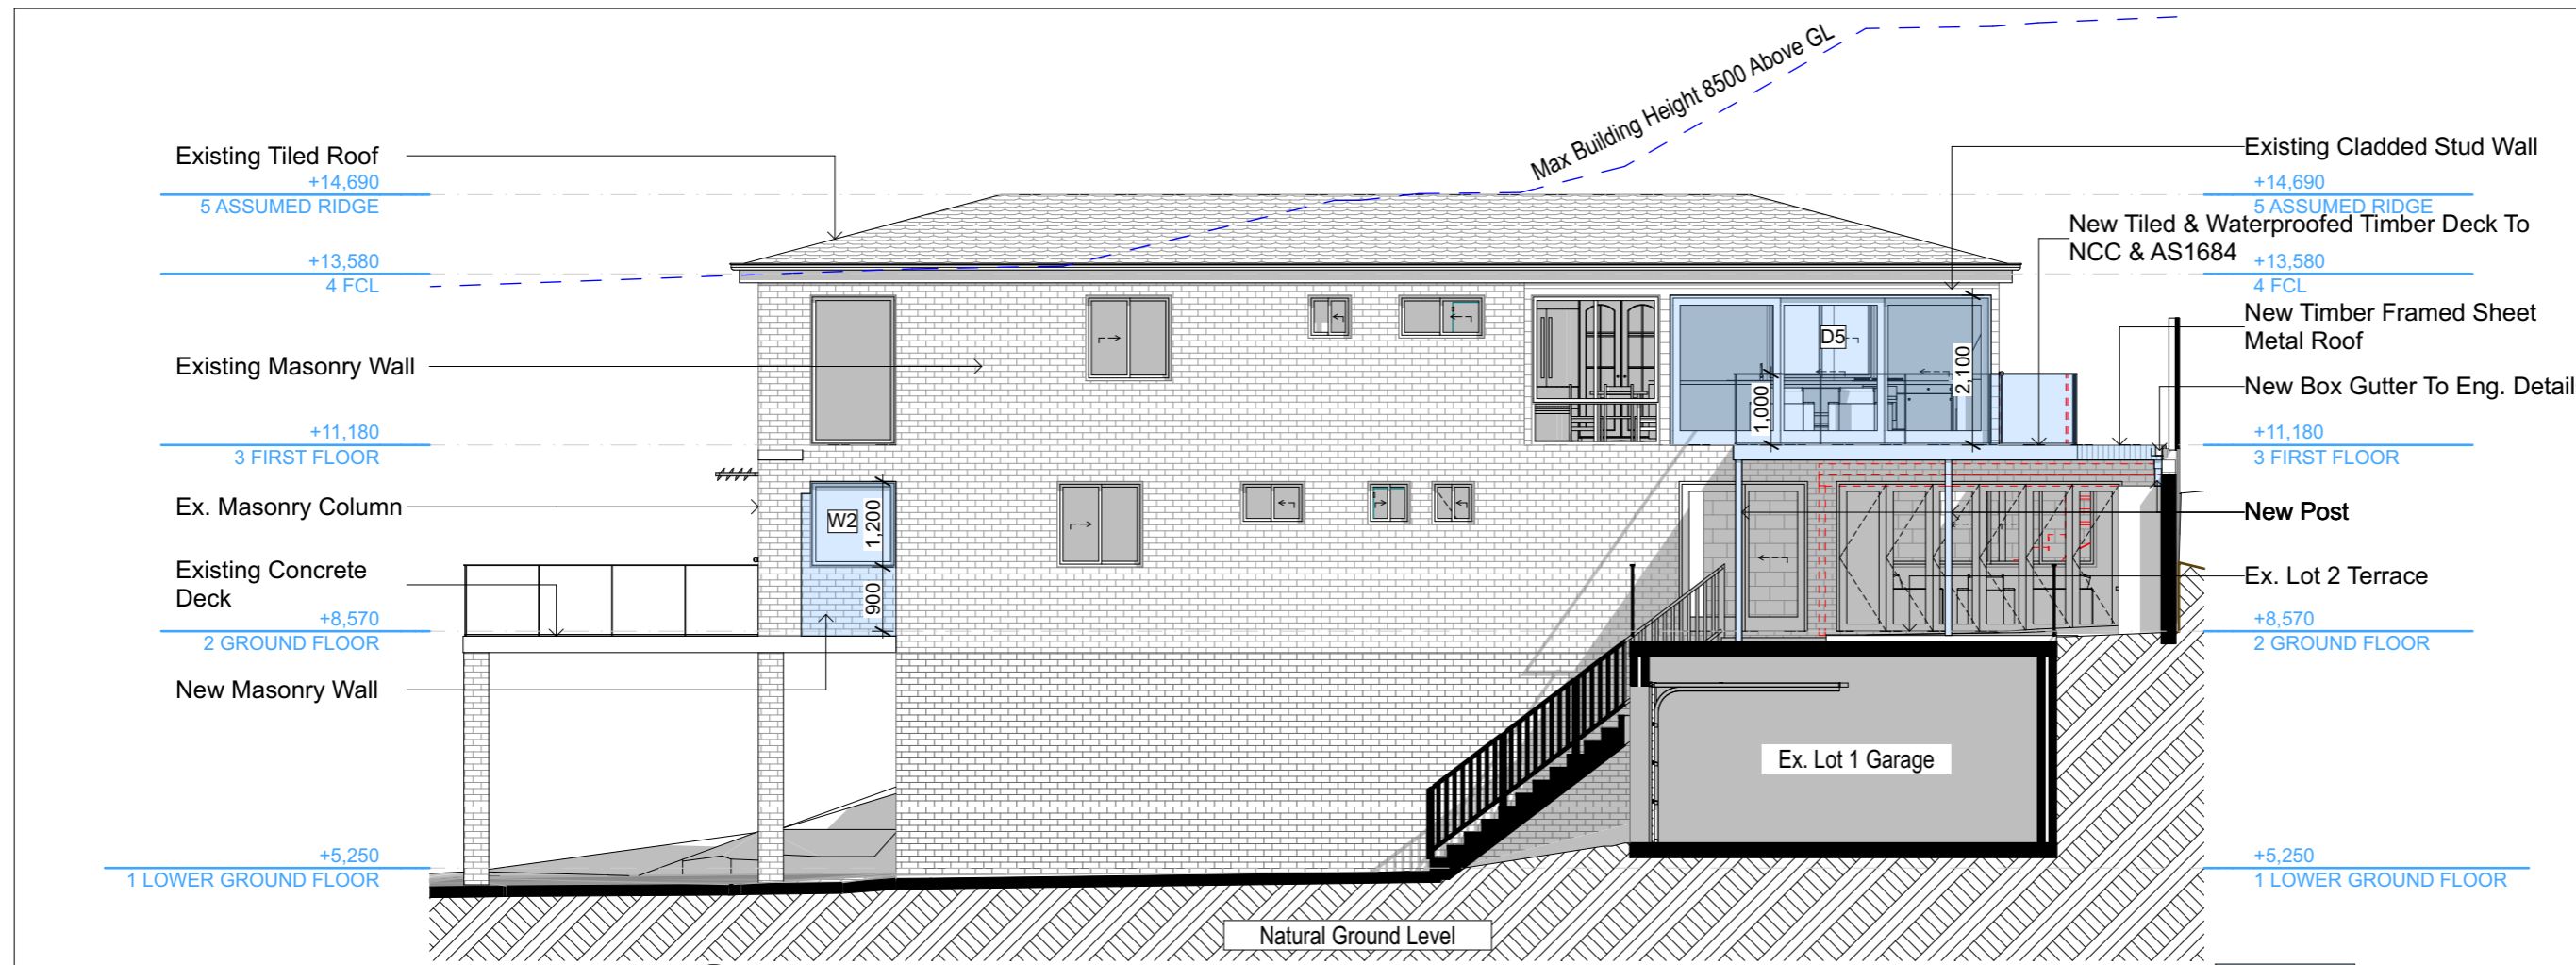 Max Building Height 8500 Above GL
Existing Tiled Roof
+14,690
5 ASSUMED RIDGE
+13,580
4 FCL
Existing Masonry Wall
+11,180
3 FIRST FLOOR
Ex. Masonry Column
Existing Concrete
Deck
+8,570
2 GROUND FLOOR
New Masonry Wall
+5,250
1 LOWER GROUND FLOOR
W2
1,200
900
D5
1,000
2,100
Ex. Lot 1 Garage
Natural Ground Level
Existing Cladded Stud Wall
+14,690
5 ASSUMED RIDGE
New Tiled & Waterproofed Timber Deck To
NCC & AS1684
+13,580
4 FCL
New Timber Framed Sheet
Metal Roof
New Box Gutter To Eng. Detail
+11,180
3 FIRST FLOOR
New Post
Ex. Lot 2 Terrace
+8,570
2 GROUND FLOOR
+5,250
1 LOWER GROUND FLOOR